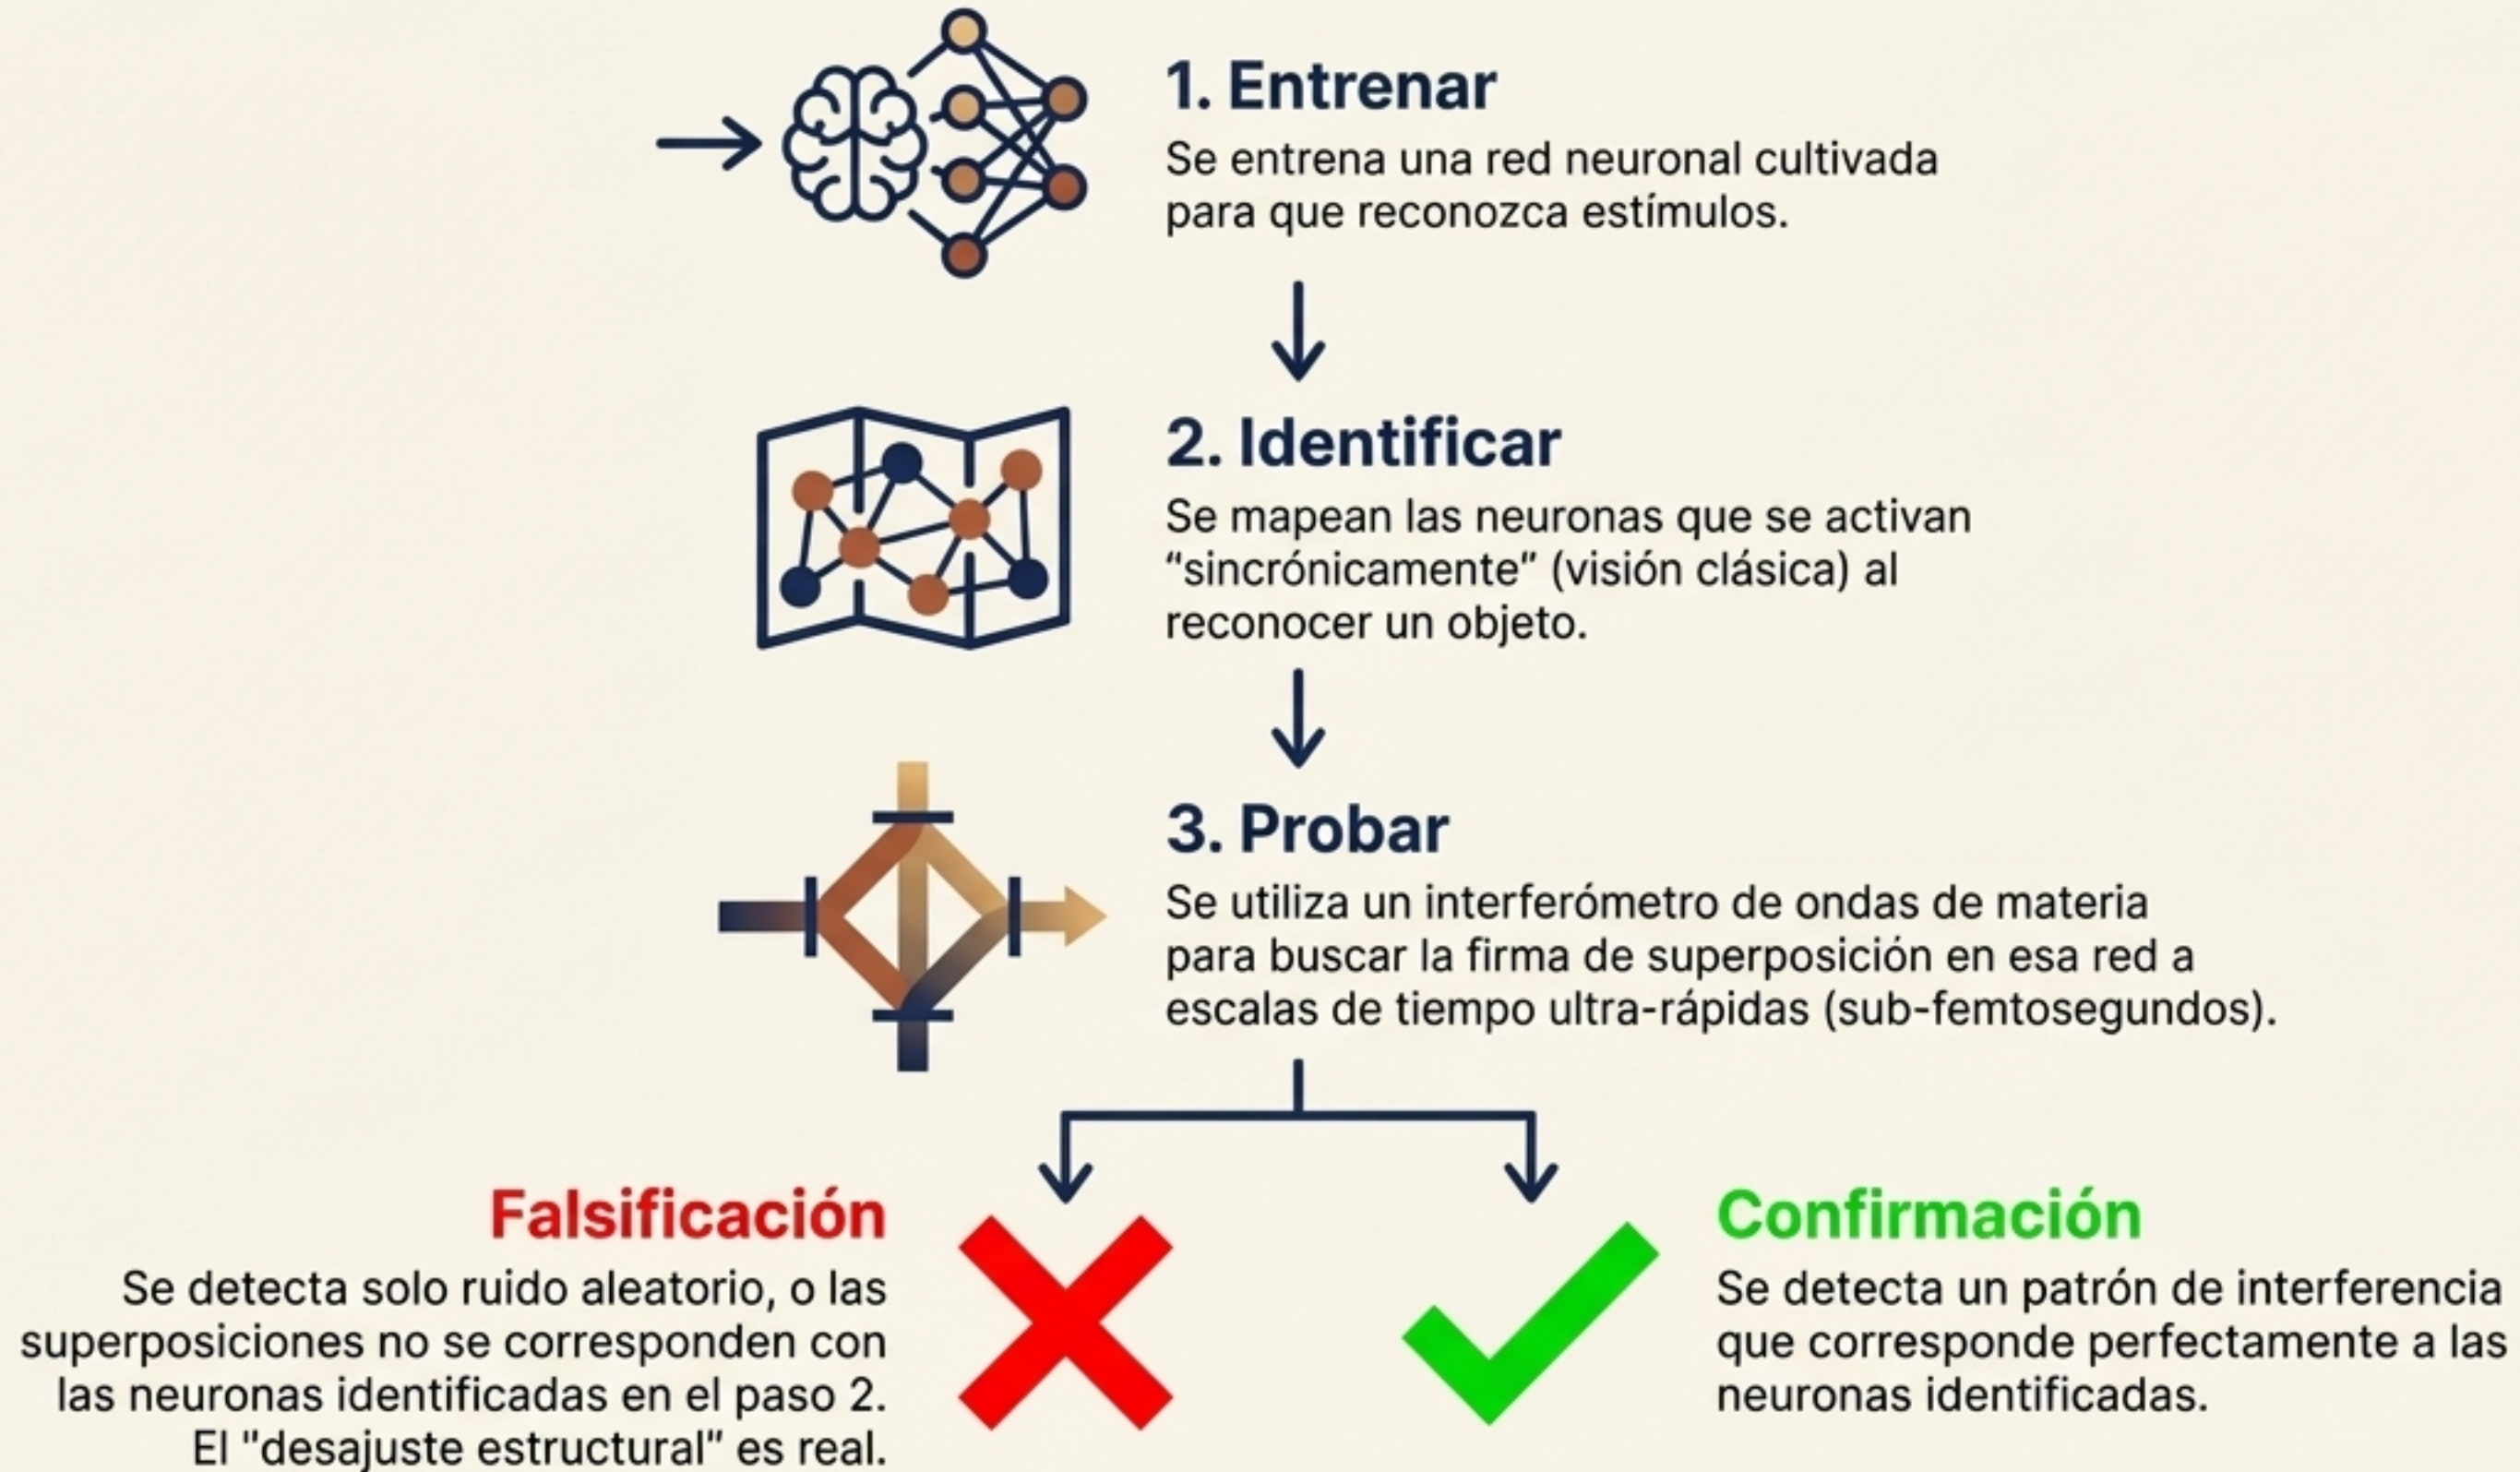 1. Entrenar
Se entrena una red neuronal cultivada
para que reconozca estímulos.
2. Identificar
Se mapean las neuronas que se activan
“sincrónicamente” (visión clásica) al
reconocer un objeto.
3. Probar
Se utiliza un interferómetro de ondas de materia
para buscar la firma de superposición en esa red a
escalas de tiempo ultra-rápidas (sub-femtosegundos).
Falsificación
Se detecta solo ruido aleatorio, o las
superposiciones no se corresponden con
las neuronas identificadas en el paso 2.
El "desajuste estructural" es real.
Confirmación
Se detecta un patrón de interferencia
que corresponde perfectamente a las
neuronas identificadas.